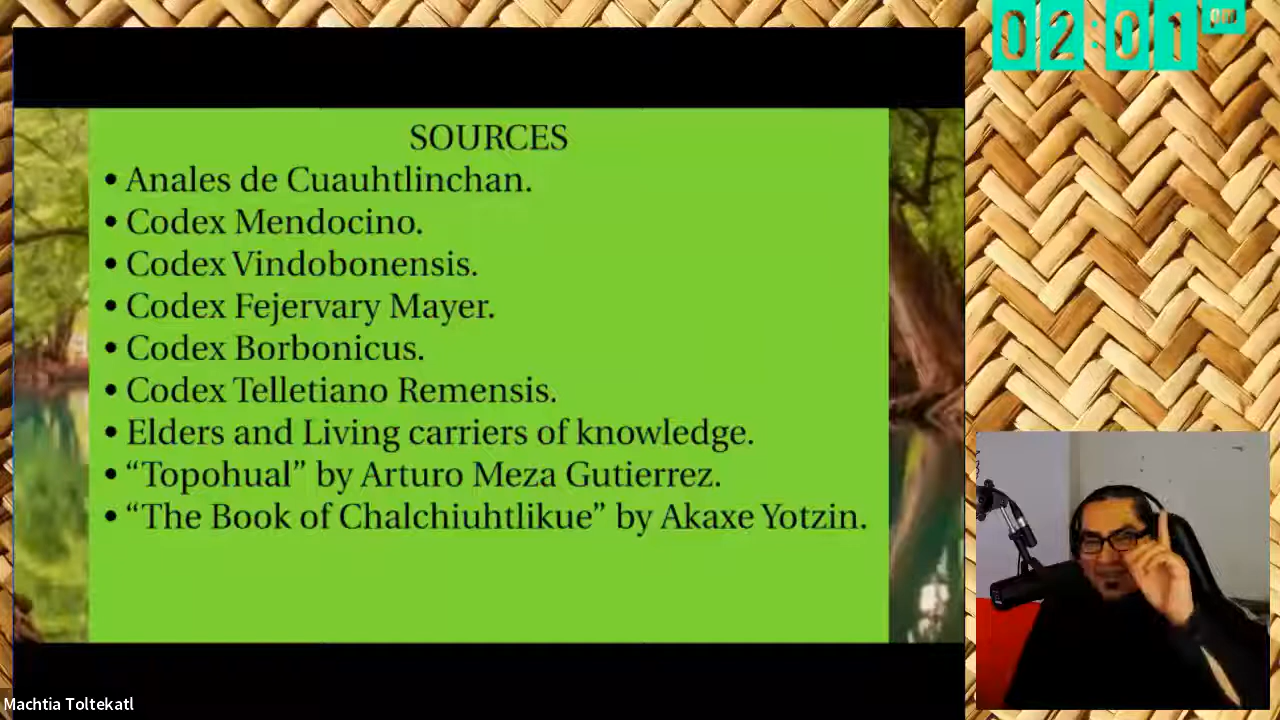 02:01 pm
SOURCES
• Anales de Cuauhtlinchan.
• Codex Mendocino.
• Codex Vindobonensis.
• Codex Fejervary Mayer.
• Codex Borbonicus.
• Codex Telletiano Remensis.
• Elders and Living carriers of knowledge.
• “Topohual” by Arturo Meza Gutierrez.
• “The Book of Chalchiuhtlikue” by Akaxe Yotzin.
Machtia Toltekatl